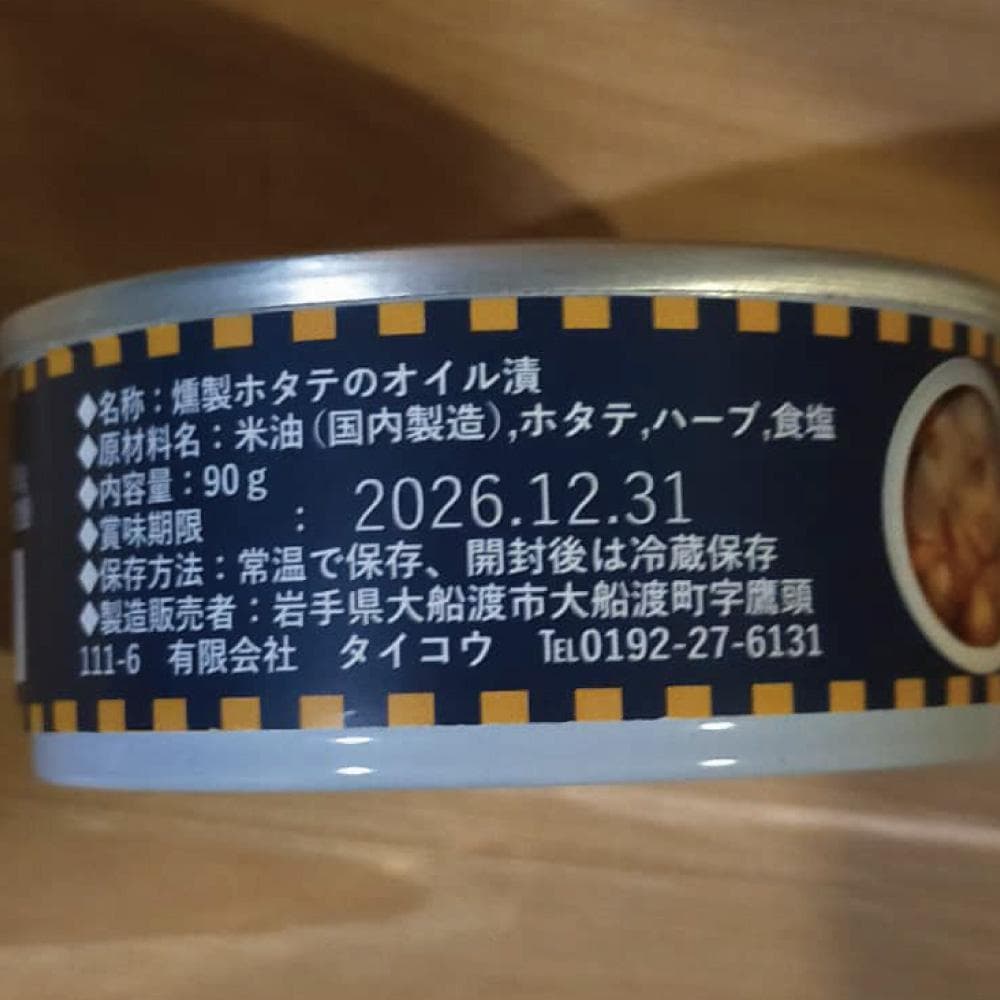 ◆名称：燻製ホタテのオイル漬
◆原材料名：米油(国内製造),ホタテ,ハーブ,食塩
◆内容量：90g
◆賞味期限　　：　2026.12.31
◆保存方法：常温で保存、開封後は冷蔵保存
◆製造販売者：岩手県大船渡市大船渡町字鷹頭
111-6　有限会社　タイコウ　TEL0192-27-6131